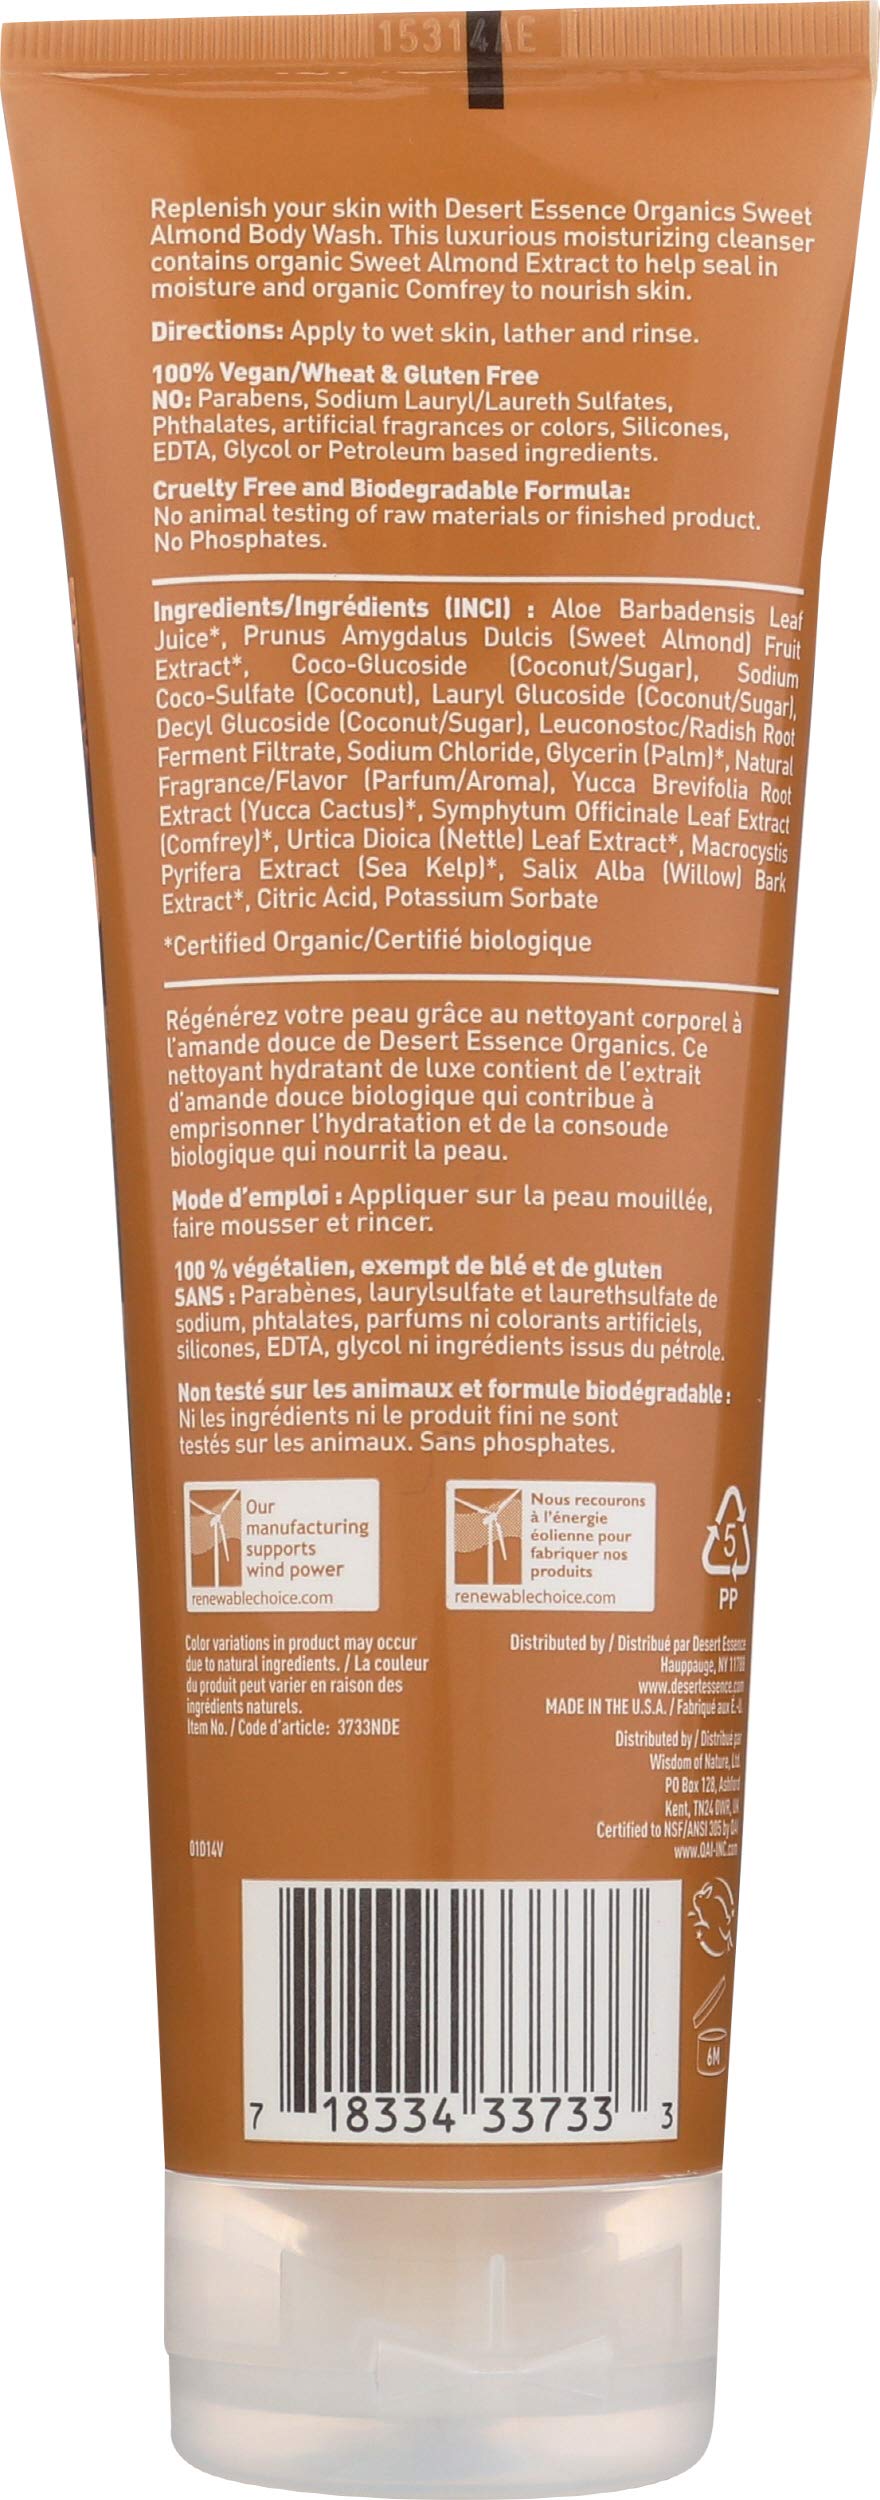 15314AE
Replenish your skin with Desert Essence Organics Sweet
Almond Body Wash. This luxurious moisturizing cleanser
contains organic Sweet Almond Extract to help seal in
moisture and organic Comfrey to nourish skin.
Directions: Apply to wet skin, lather and rinse.
100% Vegan/Wheat & Gluten Free
NO: Parabens, Sodium Lauryl/Laureth Sulfates,
Phthalates, artificial fragrances or colors, Silicones,
EDTA, Glycol or Petroleum based ingredients.
Cruelty Free and Biodegradable Formula:
No animal testing of raw materials or finished product.
No Phosphates.
Ingredients/Ingrédients (INCI) : Aloe Barbadensis Leaf
Juice*, Prunus Amygdalus Dulcis (Sweet Almond) Fruit
Extract*, Coco-Glucoside (Coconut/Sugar), Sodium
Coco-Sulfate (Coconut), Lauryl Glucoside (Coconut/Sugar),
Decyl Glucoside (Coconut/Sugar), Leuconostoc/Radish Root
Ferment Filtrate, Sodium Chloride, Glycerin (Palm)*, Natural
Fragrance/Flavor (Parfum/Aroma), Yucca Brevifolia Root
Extract (Yucca Cactus)*, Symphytum Officinale Leaf Extract
(Comfrey)*, Urtica Dioica (Nettle) Leaf Extract*, Macrocystis
Pyrifera Extract (Sea Kelp)*, Salix Alba (Willow) Bark
Extract*, Citric Acid, Potassium Sorbate
*Certified Organic/Certifié biologique
Régénérez votre peau grâce au nettoyant corporel à
l'amande douce de Desert Essence Organics. Ce
nettoyant hydratant de luxe contient de l'extrait
d'amande douce biologique qui contribue à
emprisonner l'hydratation et de la consoude
biologique qui nourrit la peau.
Mode d'emploi : Appliquer sur la peau mouillée,
faire mousser et rincer.
100 % végétalien, exempt de blé et de gluten
SANS : Parabènes, laurylsulfate et laurethsulfate de
sodium, phtalates, parfums ni colorants artificiels,
silicones, EDTA, glycol ni ingrédients issus du pétrole.
Non testé sur les animaux et formule biodégradable :
Ni les ingrédients ni le produit fini ne sont
testés sur les animaux. Sans phosphates.
Our
manufacturing
supports
wind power
renewablechoice.com
Nous recourons
à l'énergie
éolienne pour
fabriquer nos
produits
renewablechoice.com
5
PP
Color variations in product may occur
due to natural ingredients. / La couleur
du produit peut varier en raison des
ingrédients naturels.
Item No. / Code d'article: 3733NDE
Distributed by / Distribué par Desert Essence
Hauppauge, NY 11788
www.desertessence.com
MADE IN THE U.S.A. / Fabriqué aux É.-U.
Distributed by / Distribué par
Wisdom of Nature, Ltd.
PO Box 128, Ashford
Kent, TN24 0WR, UK
Certified to NSF/ANSI 305 by QAI
www.QAI-INC.com
01D14V
6M
7 18334 33733 3